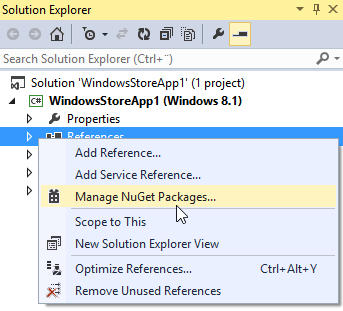 Solution Explorer
Search Solution Explorer (Ctrl+¨)
Solution 'WindowsStoreApp1' (1 project)
C# WindowsStoreApp1 (Windows 8.1)
Properties
References
Add Reference...
Add Service Reference...
Manage NuGet Packages...
Scope to This
New Solution Explorer View
Optimize References... Ctrl+Alt+Y
Remove Unused References